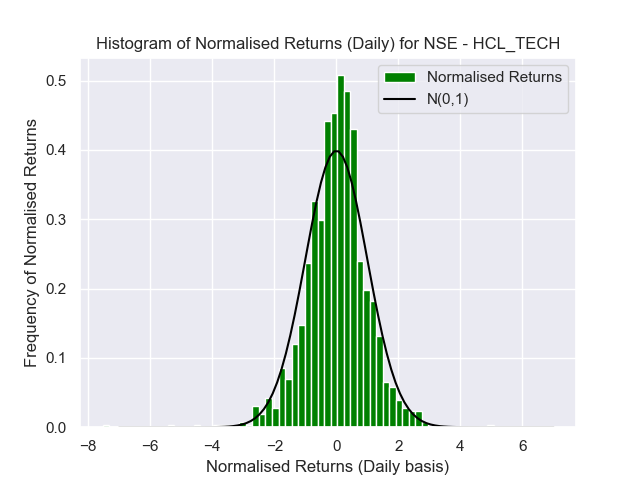 Histogram of Normalised Returns (Daily) for NSE - HCL_TECH
Normalised Returns
N(0,1)
Frequency of Normalised Returns
0.5
0.4
0.3
0.2
0.1
0.0
−8 −6 −4 −2 0 2 4 6
Normalised Returns (Daily basis)